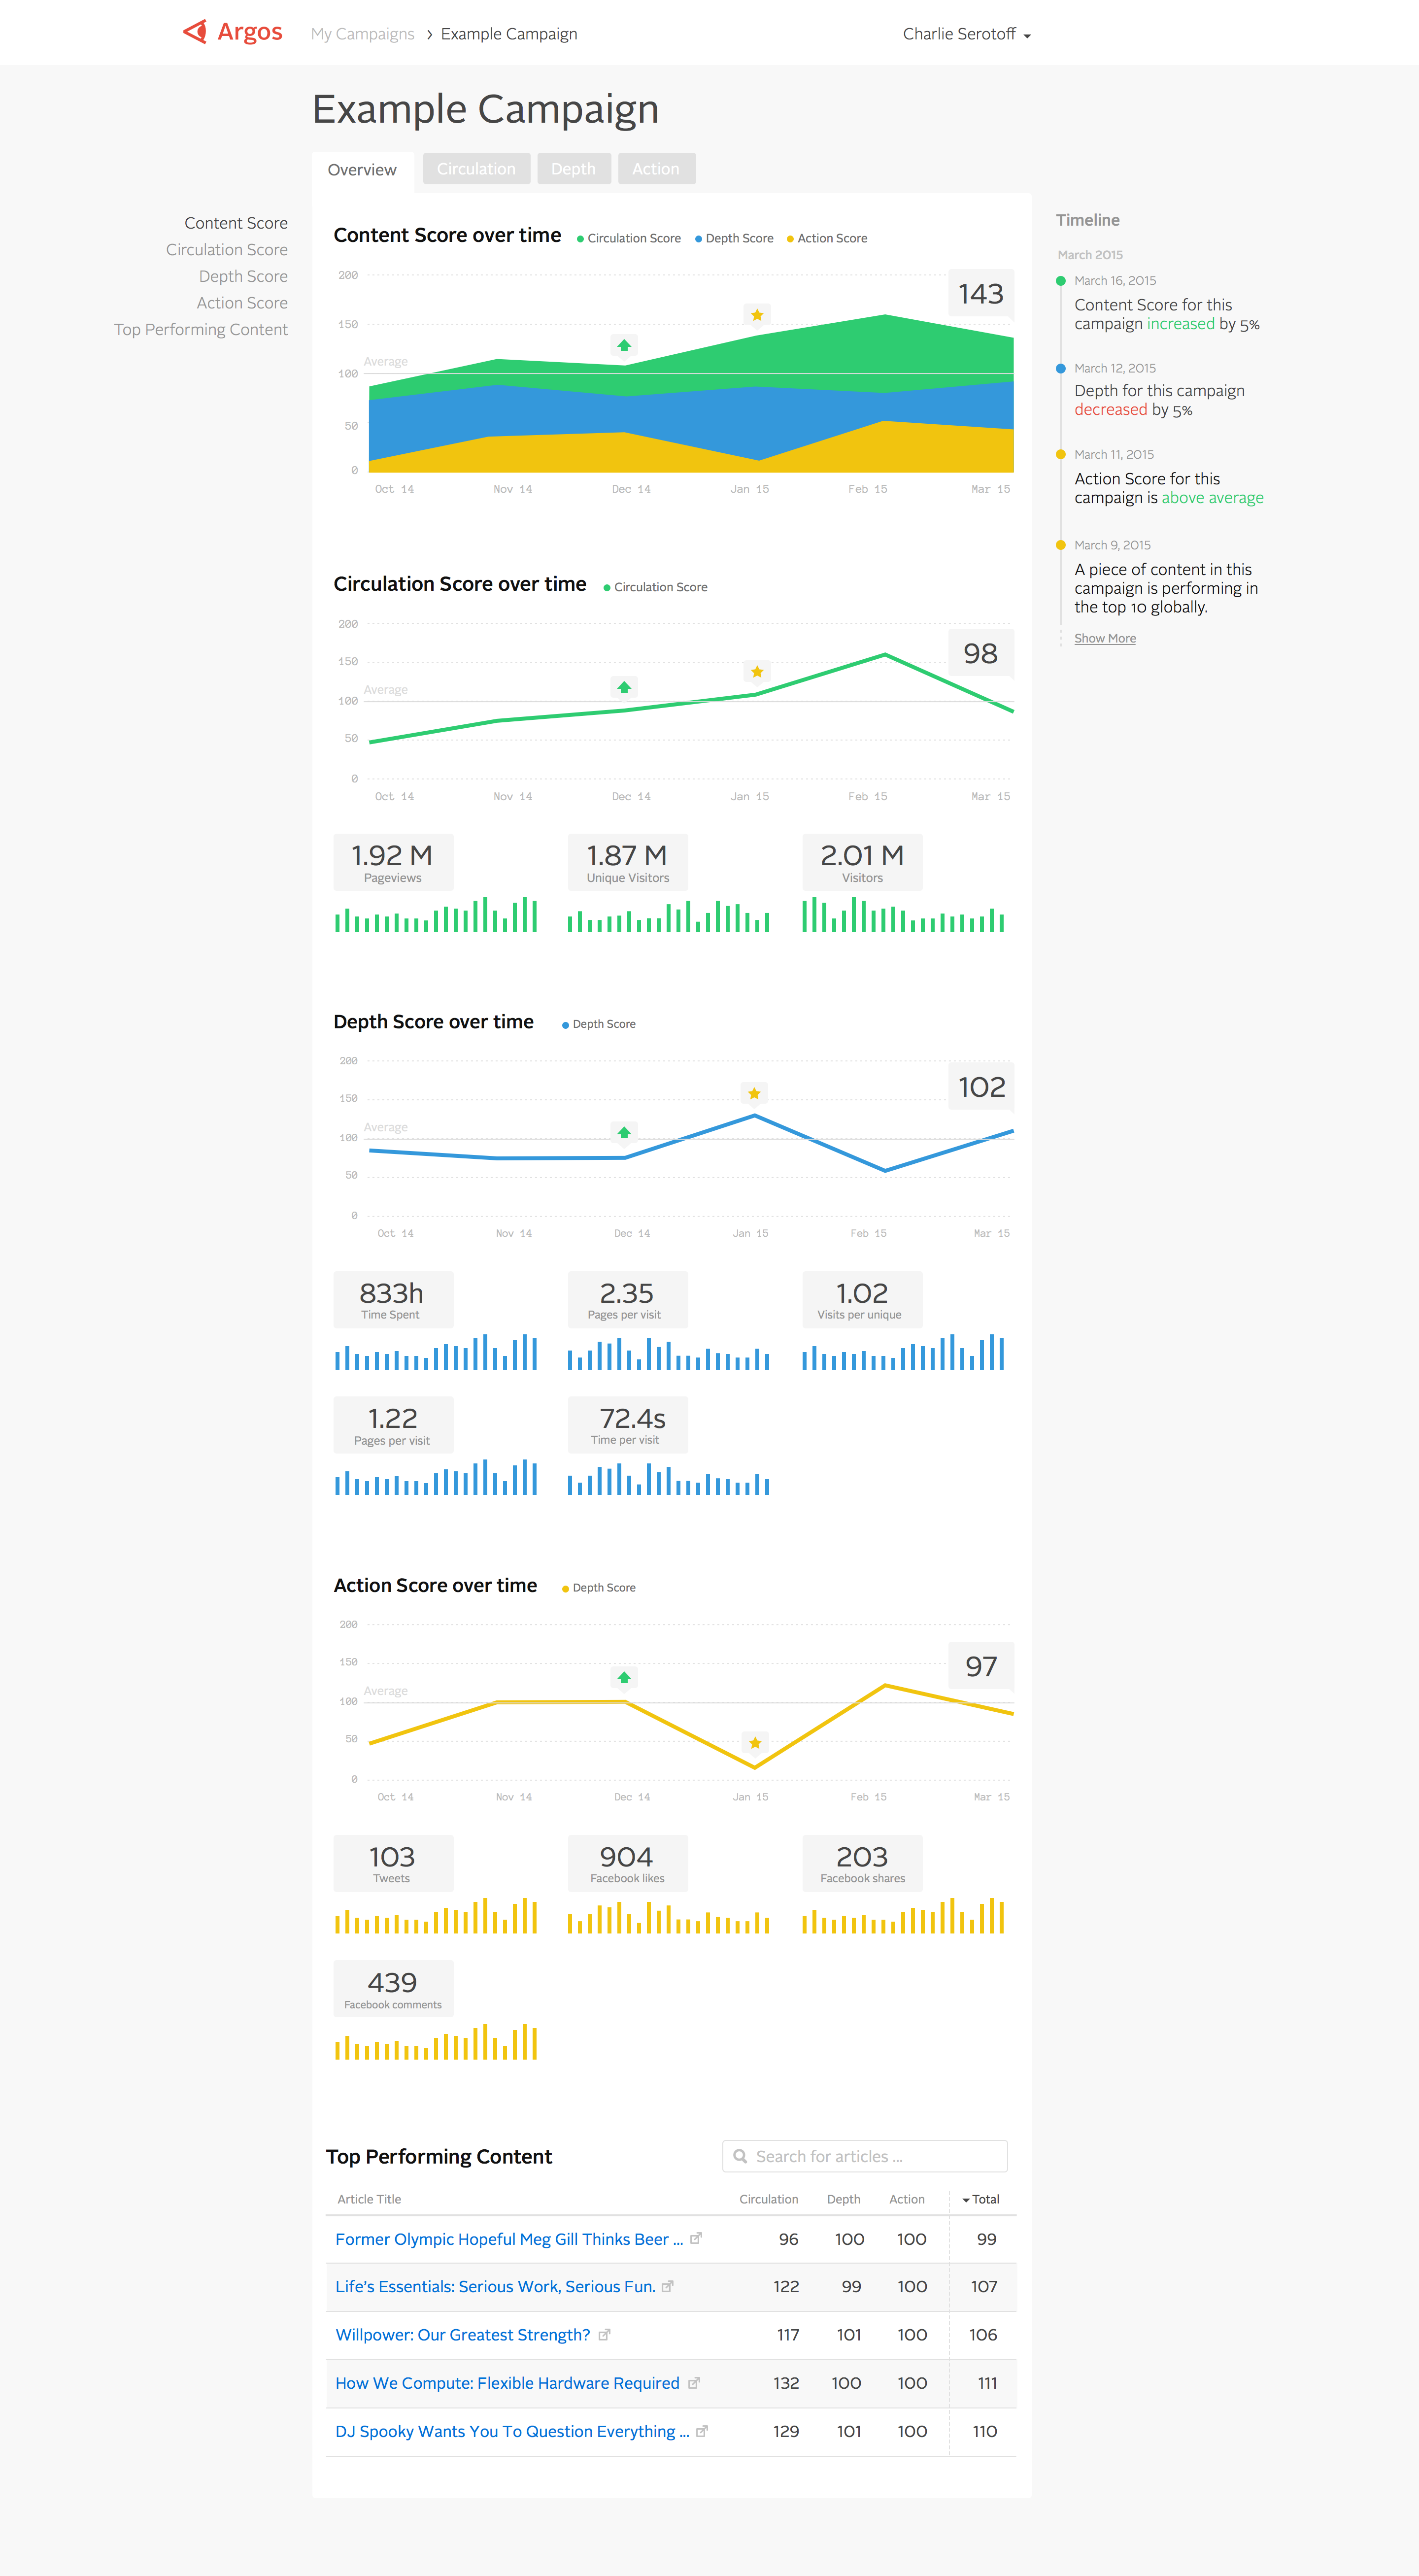 Argos
My Campaigns › Example Campaign
Charlie Serotoff
Example Campaign
Overview
Circulation
Depth
Action
Content Score
Circulation Score
Depth Score
Action Score
Top Performing Content
Content Score over time
Circulation Score
Depth Score
Action Score
200
150
Average
100
50
0
143
Oct 14
Nov 14
Dec 14
Jan 15
Feb 15
Mar 15
Timeline
March 2015
March 16, 2015
Content Score for this
campaign increased by 5%
March 12, 2015
Depth for this campaign
decreased by 5%
March 11, 2015
Action Score for this
campaign is above average
March 9, 2015
A piece of content in this
campaign is performing in
the top 10 globally.
Show More
Circulation Score over time
Circulation Score
200
150
Average
100
50
0
98
Oct 14
Nov 14
Dec 14
Jan 15
Feb 15
Mar 15
1.92 M
Pageviews
1.87 M
Unique Visitors
2.01 M
Visitors
Depth Score over time
Depth Score
200
150
Average
100
50
0
102
Oct 14
Nov 14
Dec 14
Jan 15
Feb 15
Mar 15
833h
Time Spent
2.35
Pages per visit
1.02
Visits per unique
1.22
Pages per visit
72.4s
Time per visit
Action Score over time
Depth Score
200
150
Average
100
50
0
97
Oct 14
Nov 14
Dec 14
Jan 15
Feb 15
Mar 15
103
Tweets
904
Facebook likes
203
Facebook shares
439
Facebook comments
Top Performing Content
Search for articles ...
Article Title
Circulation
Depth
Action
Total
Former Olympic Hopeful Meg Gill Thinks Beer ... 96 100 100 99
Life's Essentials: Serious Work, Serious Fun. 122 99 100 107
Willpower: Our Greatest Strength? 117 101 100 106
How We Compute: Flexible Hardware Required 132 100 100 111
DJ Spooky Wants You To Question Everything ... 129 101 100 110